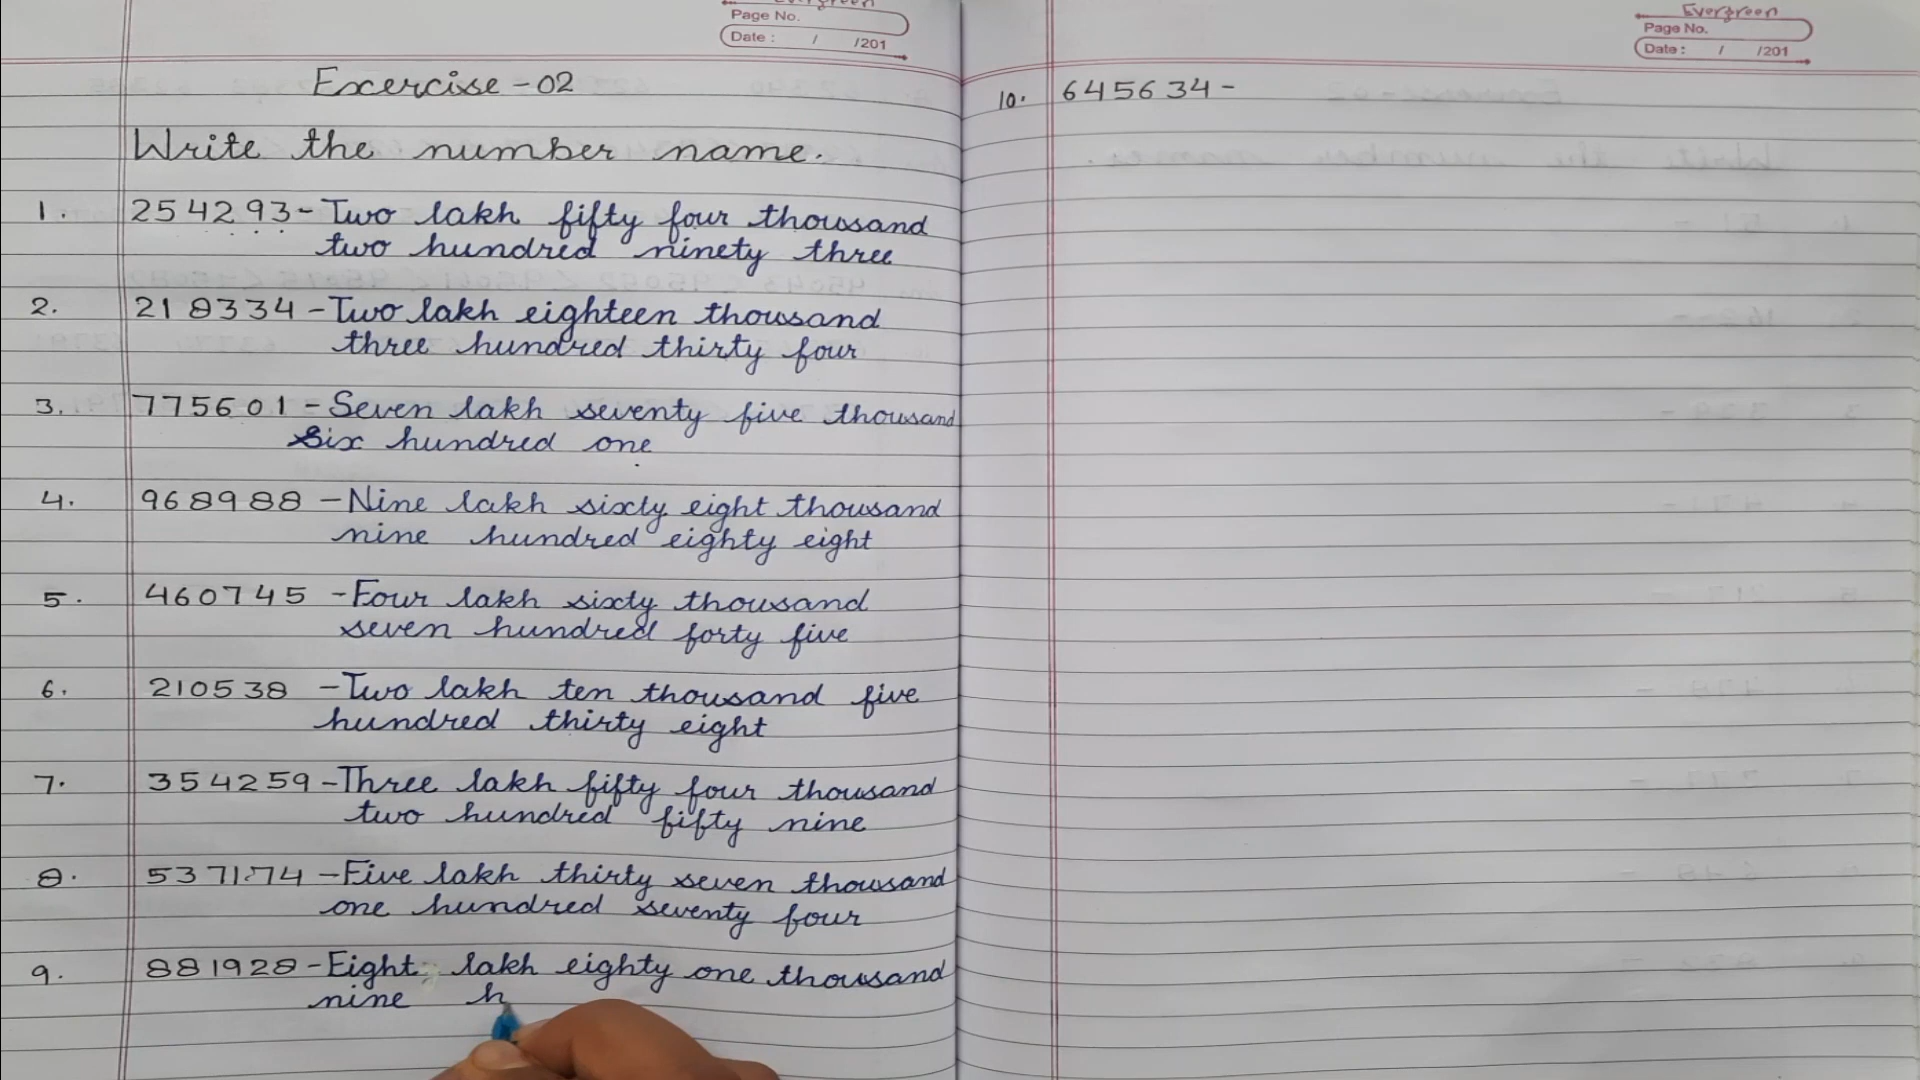 Evergreen
Page No.
Date : / /201
Excercise - 02
Write the number name.
1. 254293 - Two lakh fifty four thousand
two hundred ninety three
2. 218334 - Two lakh eighteen thousand
three hundred thirty four
3. 775601 - Seven lakh seventy five thousand
Six hundred one
4. 968988 - Nine lakh sixty eight thousand
nine hundred eighty eight
5. 460745 - Four lakh sixty thousand
seven hundred forty five
6. 210538 - Two lakh ten thousand five
hundred thirty eight
7. 354259 - Three lakh fifty four thousand
two hundred fifty nine
8. 537174 - Five lakh thirty seven thousand
one hundred seventy four
9. 881928 - Eight lakh eighty one thousand
nine h
Evergreen
Page No.
Date : / /201
10. 645634 -